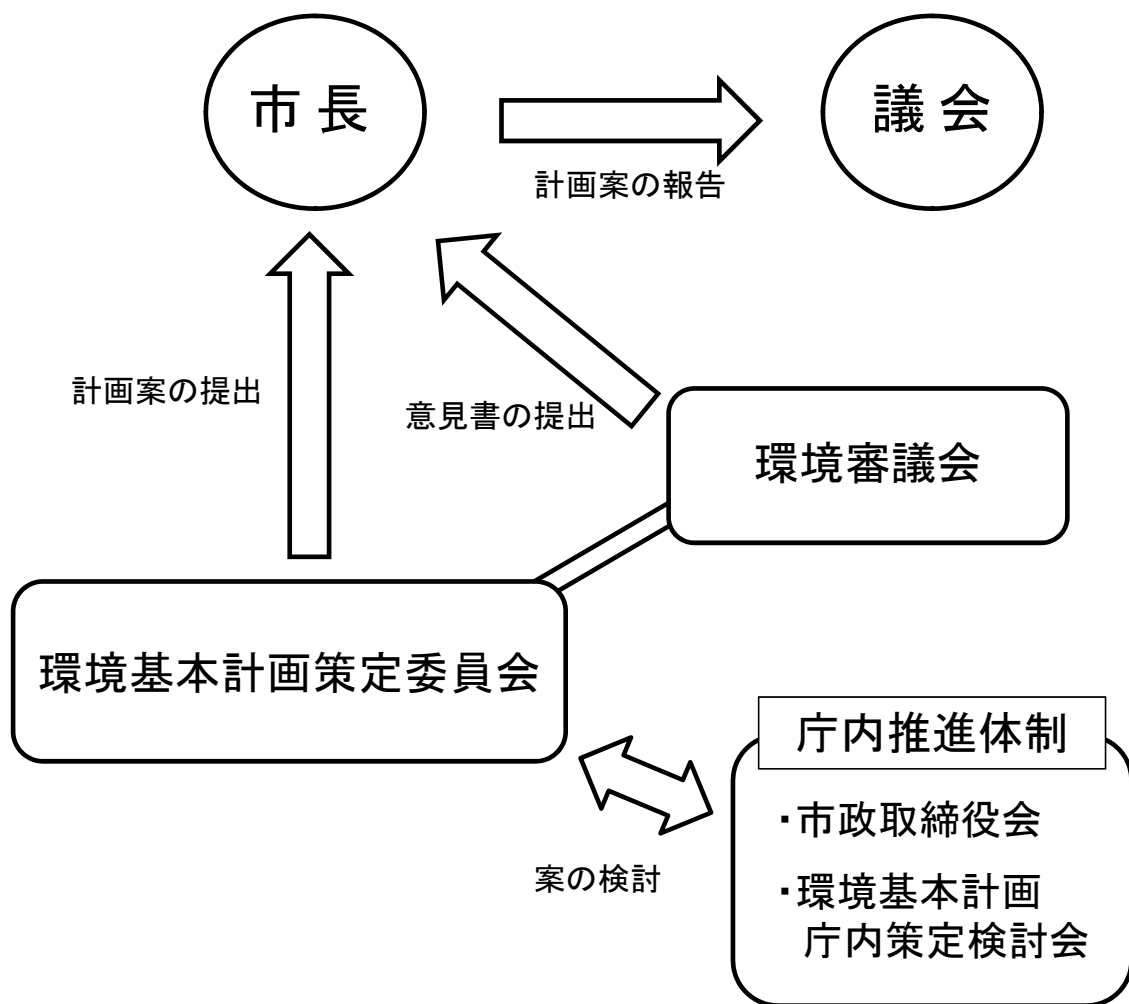 市長
議会
計画案の報告
計画案の提出
意見書の提出
環境審議会
環境基本計画策定委員会
庁内推進体制
・市政取締役会
案の検討
・環境基本計画
庁内策定検討会